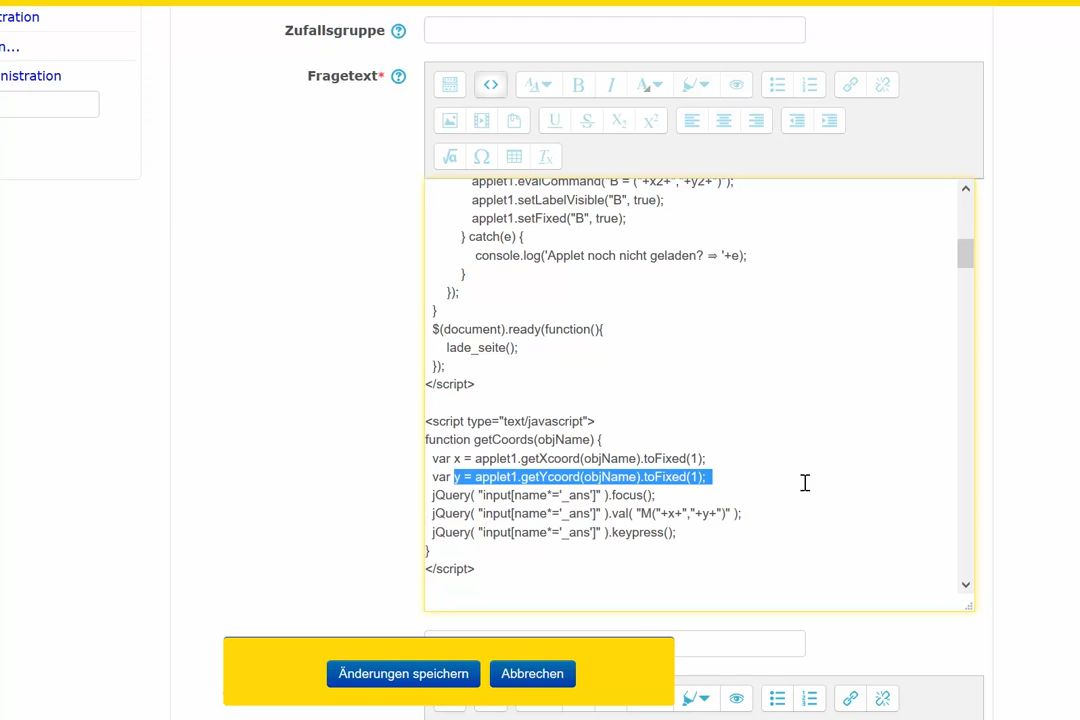 tration
n...
nistration
Zufallsgruppe
Fragetext*
applet1.evalCommand("B = ("+x2+","+y2+")");
applet1.setLabelVisible("B", true);
applet1.setFixed("B", true);
} catch(e) {
console.log('Applet noch nicht geladen? ⇒ '+e);
}
});
}
$(document).ready(function(){
lade_seite();
});
</script>
<script type="text/javascript">
function getCoords(objName) {
var x = applet1.getXcoord(objName).toFixed(1);
var y = applet1.getYcoord(objName).toFixed(1);
jQuery( "input[name*='_ans']" ).focus();
jQuery( "input[name*='_ans']" ).val( "M("+x+","+y+")" );
jQuery( "input[name*='_ans']" ).keypress();
}
</script>
Änderungen speichern
Abbrechen